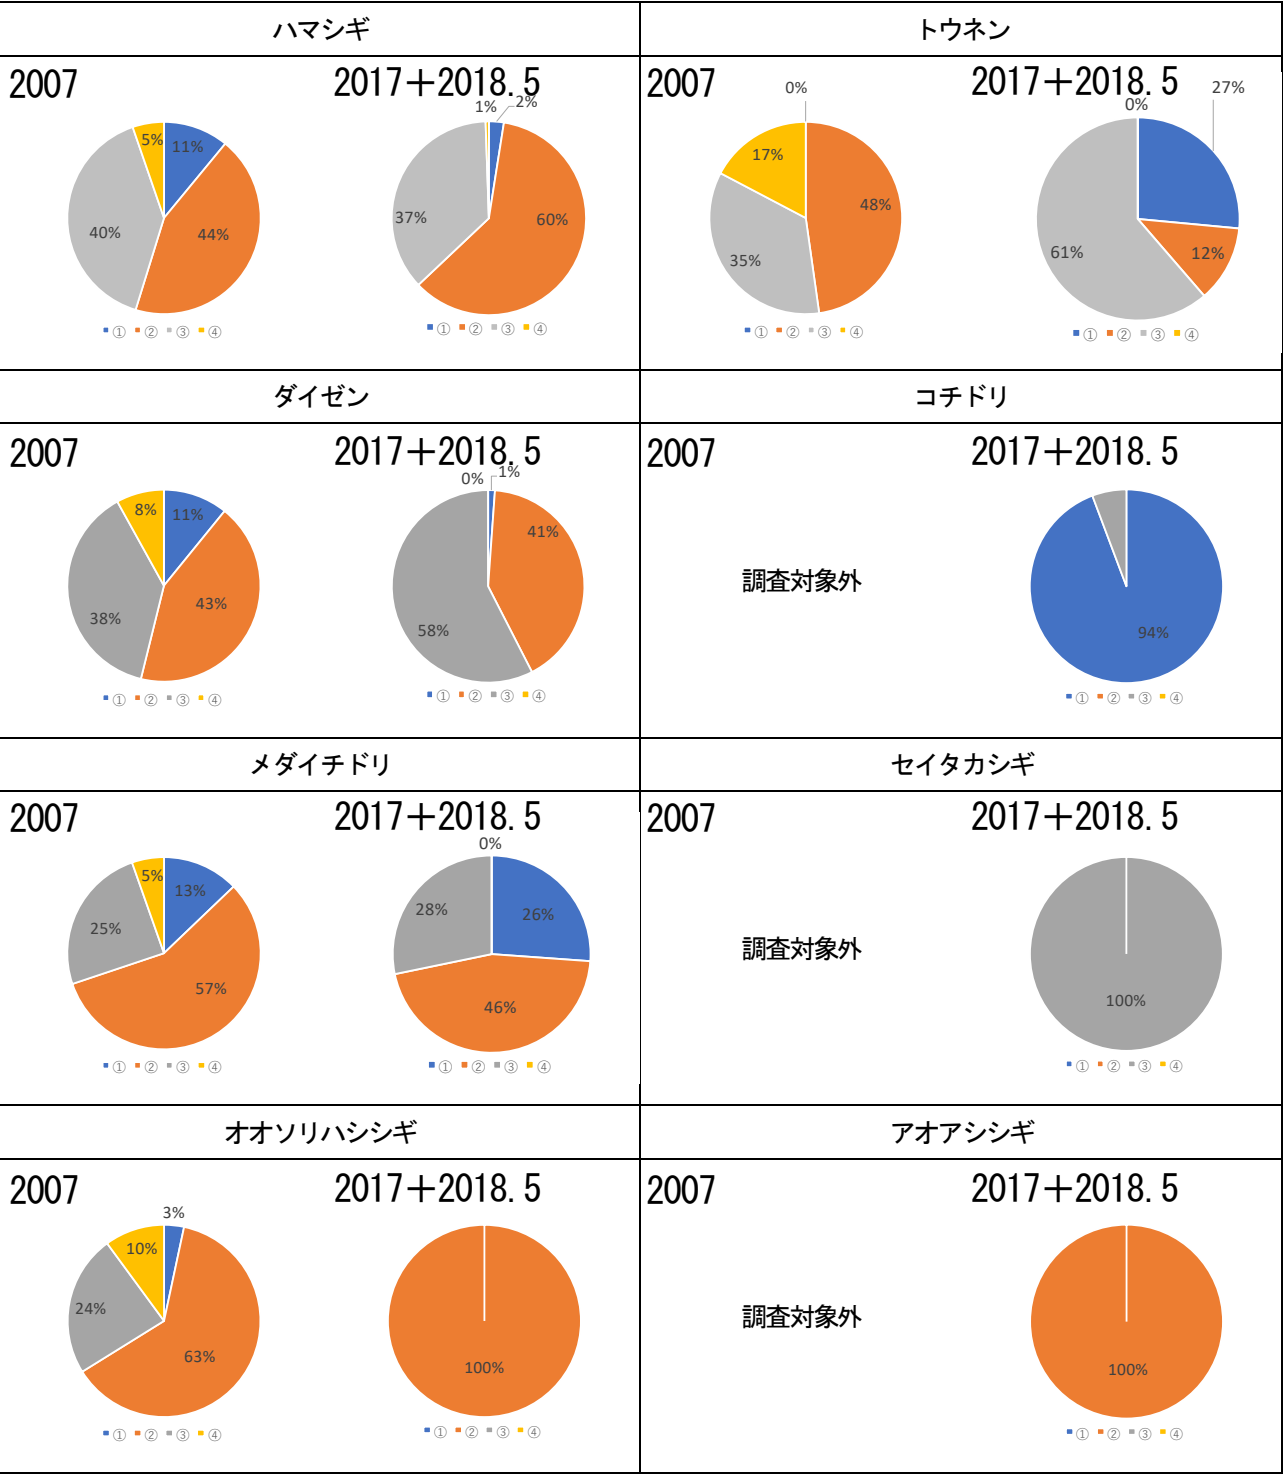 ハマシギ
2007
5%
11%
40%
44%
① ② ③ ④
2017＋2018.5
1%
2%
37%
60%
① ② ③ ④
トウネン
2007
0%
17%
48%
35%
① ② ③ ④
2017＋2018.5
0%
27%
61%
12%
① ② ③ ④
ダイゼン
2007
8%
11%
38%
43%
① ② ③ ④
2017＋2018.5
0%
1%
41%
58%
① ② ③ ④
コチドリ
2007
調査対象外
2017＋2018.5
94%
① ② ③ ④
メダイチドリ
2007
5%
13%
25%
57%
① ② ③ ④
2017＋2018.5
0%
28%
26%
46%
① ② ③ ④
セイタカシギ
2007
調査対象外
2017＋2018.5
100%
① ② ③ ④
オオソリハシシギ
2007
3%
10%
24%
63%
① ② ③ ④
2017＋2018.5
100%
① ② ③ ④
アオアシシギ
2007
調査対象外
2017＋2018.5
100%
① ② ③ ④